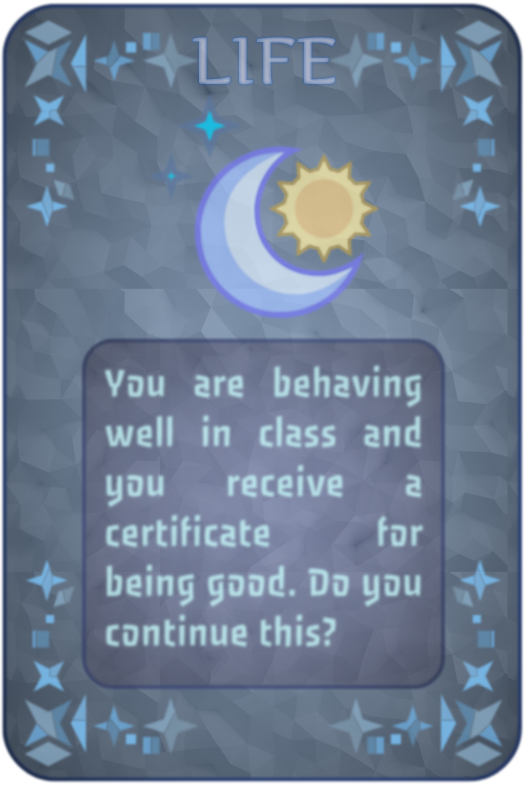 LIFE
You are behaving
well in class and
you receive a
certificate for
being good. Do you
continue this?